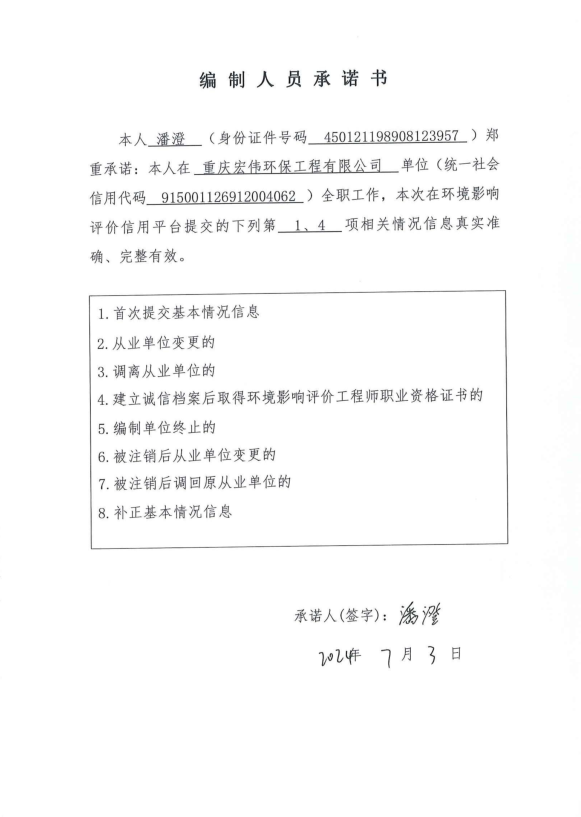 编制人员承诺书
本人 潘澄 （身份证件号码 450121198908123957 ）郑
重承诺：本人在 重庆宏伟环保工程有限公司 单位（统一社会
信用代码 915001126912004062 ）全职工作，本次在环境影响
评价信用平台提交的下列第 1、4 项相关情况信息真实准
确、完整有效。
1.首次提交基本情况信息
2.从业单位变更的
3.调离从业单位的
4.建立诚信档案后取得环境影响评价工程师职业资格证书的
5.编制单位终止的
6.被注销后从业单位变更的
7.被注销后调回原从业单位的
8.补正基本情况信息
承诺人(签字)：潘澄
2024年 7 月 3 日